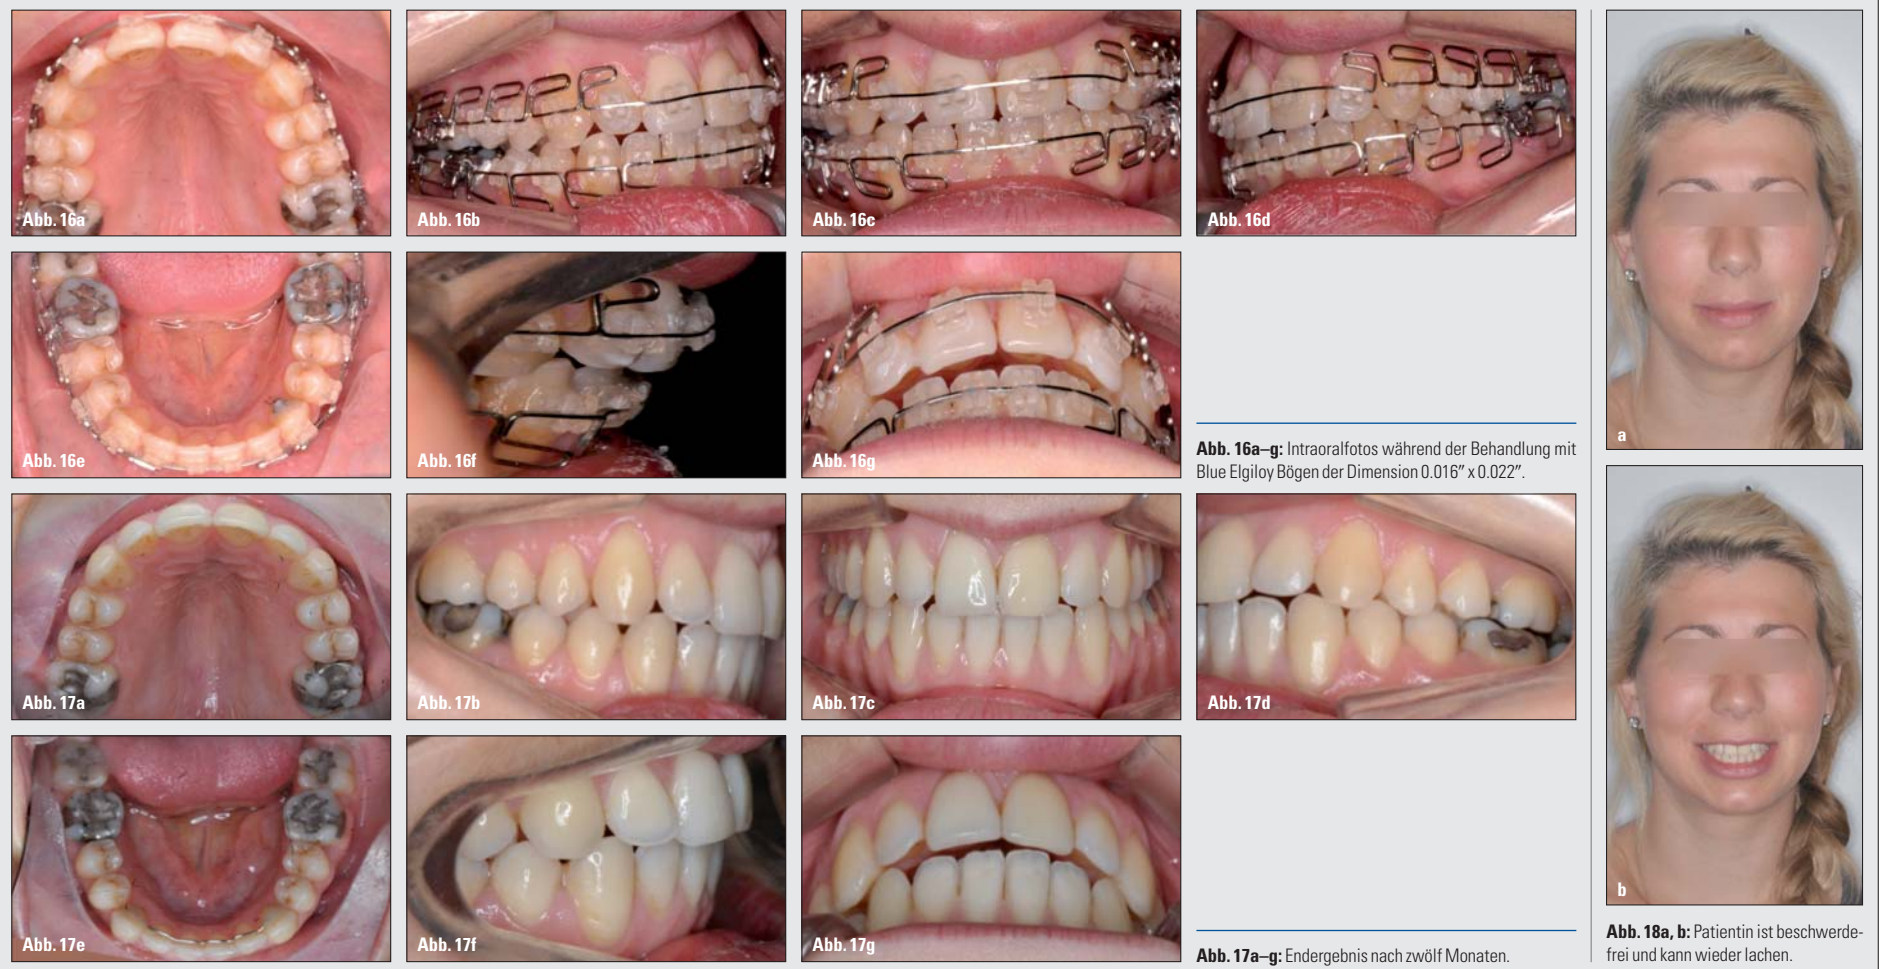 Abb. 16a
Abb. 16b
Abb. 16c
Abb. 16d
a
Abb. 16e
Abb. 16f
Abb. 16g
Abb. 16a–g: Intraoralfotos während der Behandlung mit
Blue Elgiloy Bögen der Dimension 0.016″ x 0.022″.
Abb. 17a
Abb. 17b
Abb. 17c
Abb. 17d
Abb. 17e
Abb. 17f
Abb. 17g
Abb. 17a–g: Endergebnis nach zwölf Monaten.
b
Abb. 18a, b: Patientin ist beschwerde-
frei und kann wieder lachen.